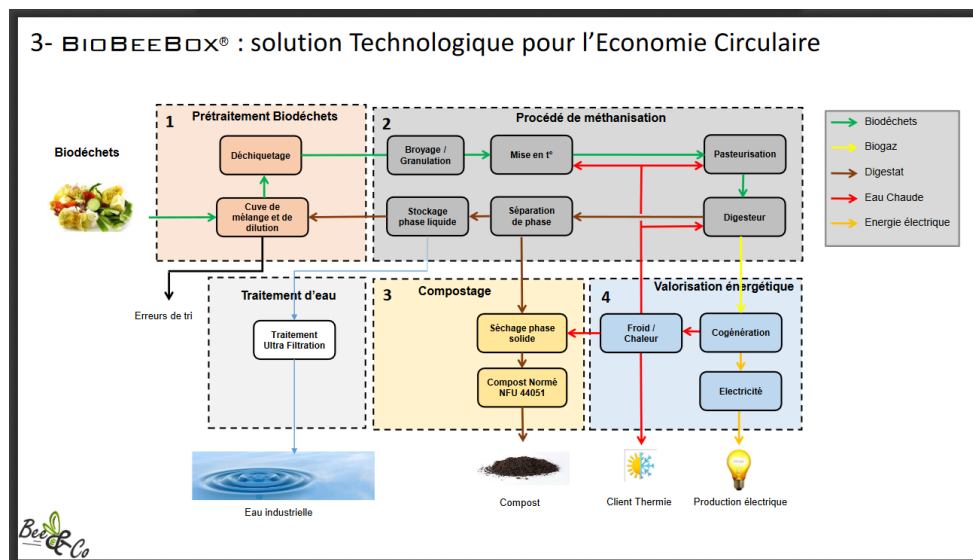 3- BIOBEEBOX® : solution Technologique pour l'Economie Circulaire
1
Prétraitement Biodéchets
2
Procédé de méthanisation
Biodéchets
Déchiquetage
Broyage /
Granulation
Mise en t°
Pasteurisation
Cuve de
mélange et de
dilution
Stockage
phase liquide
Séparation
de phase
Digesteur
Biodéchets
Biogaz
Digestat
Eau Chaude
Energie électrique
Erreurs de tri
Traitement d'eau
Traitement
Ultra Filtration
3
Compostage
Séchage phase
solide
Compost Normé
NFU 44051
4
Valorisation énergétique
Froid /
Chaleur
Cogénération
Electricité
Eau industrielle
Compost
Client Thermie
Production électrique
Bee & Co